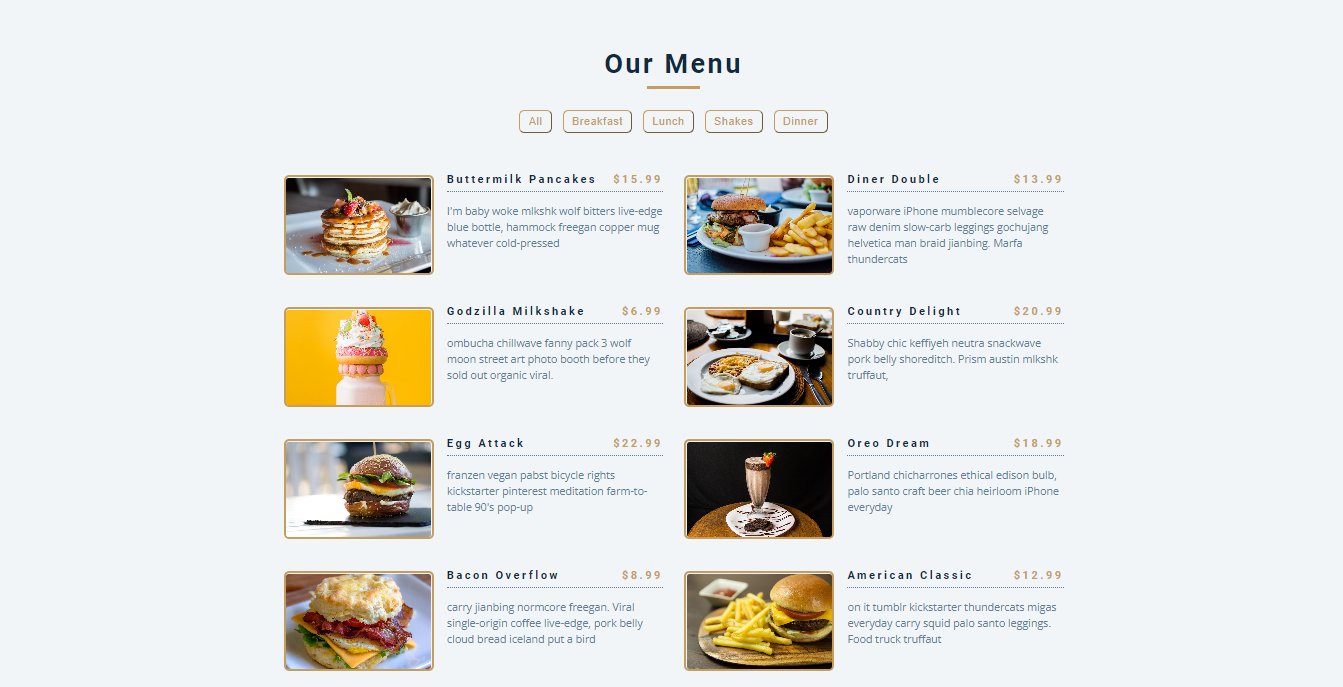 Our Menu
All Breakfast Lunch Shakes Dinner
Buttermilk Pancakes $15.99
I'm baby woke mlkshk wolf bitters live-edge
blue bottle, hammock freegan copper mug
whatever cold-pressed
Diner Double $13.99
vaporware iPhone mumblecore selvage
raw denim slow-carb leggings gochujang
helvetica man braid jianbing. Marfa
thundercats
Godzilla Milkshake $6.99
ombucha chillwave fanny pack 3 wolf
moon street art photo booth before they
sold out organic viral.
Country Delight $20.99
Shabby chic keffiyeh neutra snackwave
pork belly shoreditch. Prism austin mlkshk
truffaut,
Egg Attack $22.99
franzen vegan pabst bicycle rights
kickstarter pinterest meditation farm-to-
table 90's pop-up
Oreo Dream $18.99
Portland chicharrones ethical edison bulb,
palo santo craft beer chia heirloom iPhone
everyday
Bacon Overflow $8.99
carry jianbing normcore freegan. Viral
single-origin coffee live-edge, pork belly
cloud bread iceland put a bird
American Classic $12.99
on it tumblr kickstarter thundercats migas
everyday carry squid palo santo leggings.
Food truck truffaut